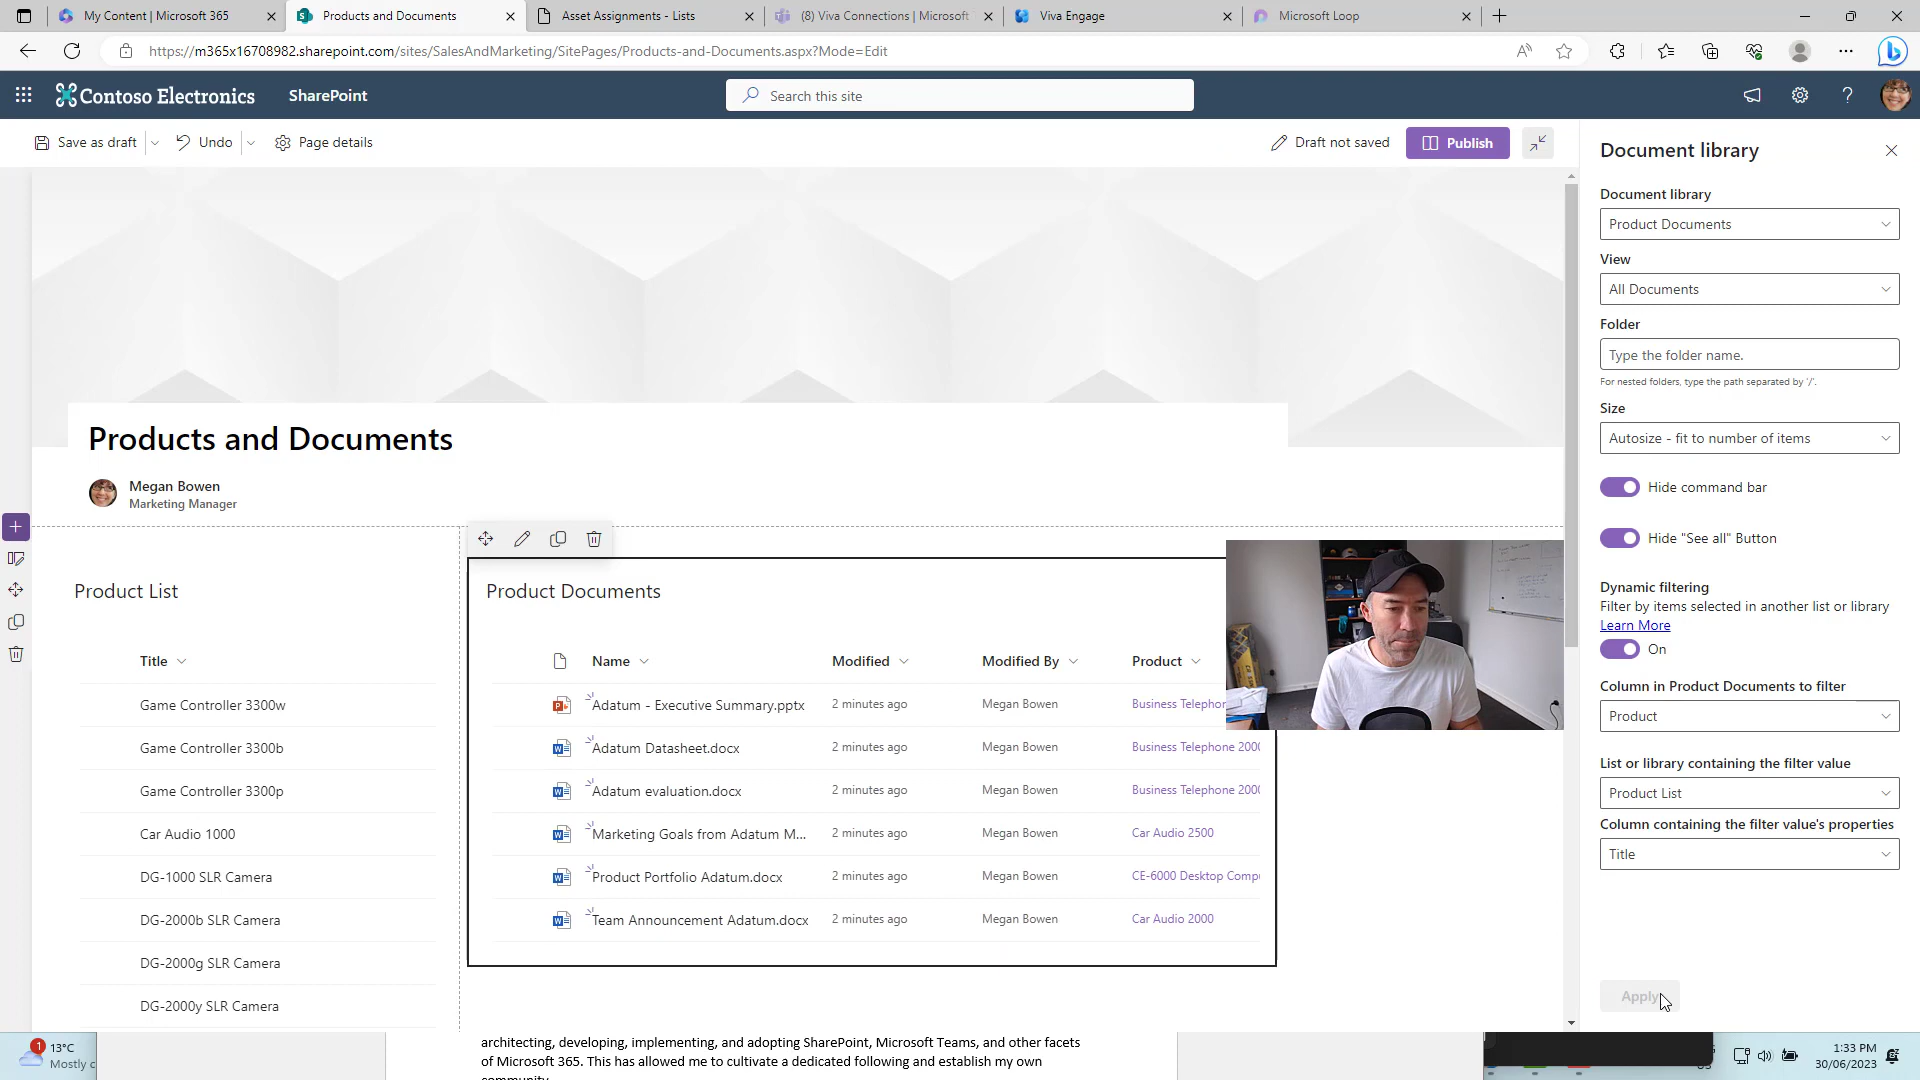 My Content | Microsoft 365
Products and Documents
Asset Assignments - Lists
(8) Viva Connections | Microsoft
Viva Engage
Microsoft Loop
https://m365x16708982.sharepoint.com/sites/SalesAndMarketing/SitePages/Products-and-Documents.aspx?Mode=Edit
Contoso Electronics
SharePoint
Search this site
Save as draft
Undo
Page details
Draft not saved
Publish
Products and Documents
Megan Bowen
Marketing Manager
Product List
Title
Game Controller 3300w
Game Controller 3300b
Game Controller 3300p
Car Audio 1000
DG-1000 SLR Camera
DG-2000b SLR Camera
DG-2000g SLR Camera
DG-2000y SLR Camera
Product Documents
Name Modified Modified By Product
Adatum - Executive Summary.pptx 2 minutes ago Megan Bowen Business
Adatum Datasheet.docx 2 minutes ago Megan Bowen Business Telephone 200
Adatum evaluation.docx 2 minutes ago Megan Bowen Business Telephone 200
Marketing Goals from Adatum M... 2 minutes ago Megan Bowen Car Audio 2500
Product Portfolio Adatum.docx 2 minutes ago Megan Bowen CE-6000 Desktop
Team Announcement Adatum.docx 2 minutes ago Megan Bowen Car Audio 2000
Document library
Document library
Product Documents
View
All Documents
Folder
Type the folder name.
For nested folders, type the path separated by '/'.
Size
Autosize - fit to number of items
Hide command bar
Hide "See all" Button
Dynamic filtering
Filter by items selected in another list or library
Learn More
On
Column in Product Documents to filter
Product
List or library containing the filter value
Product List
Column containing the filter value's properties
Title
Apply
architecting, developing, implementing, and adopting SharePoint, Microsoft Teams, and other facets
of Microsoft 365. This has allowed me to cultivate a dedicated following and establish my own
1
13°C
Mostly
1:33 PM
30/06/2023